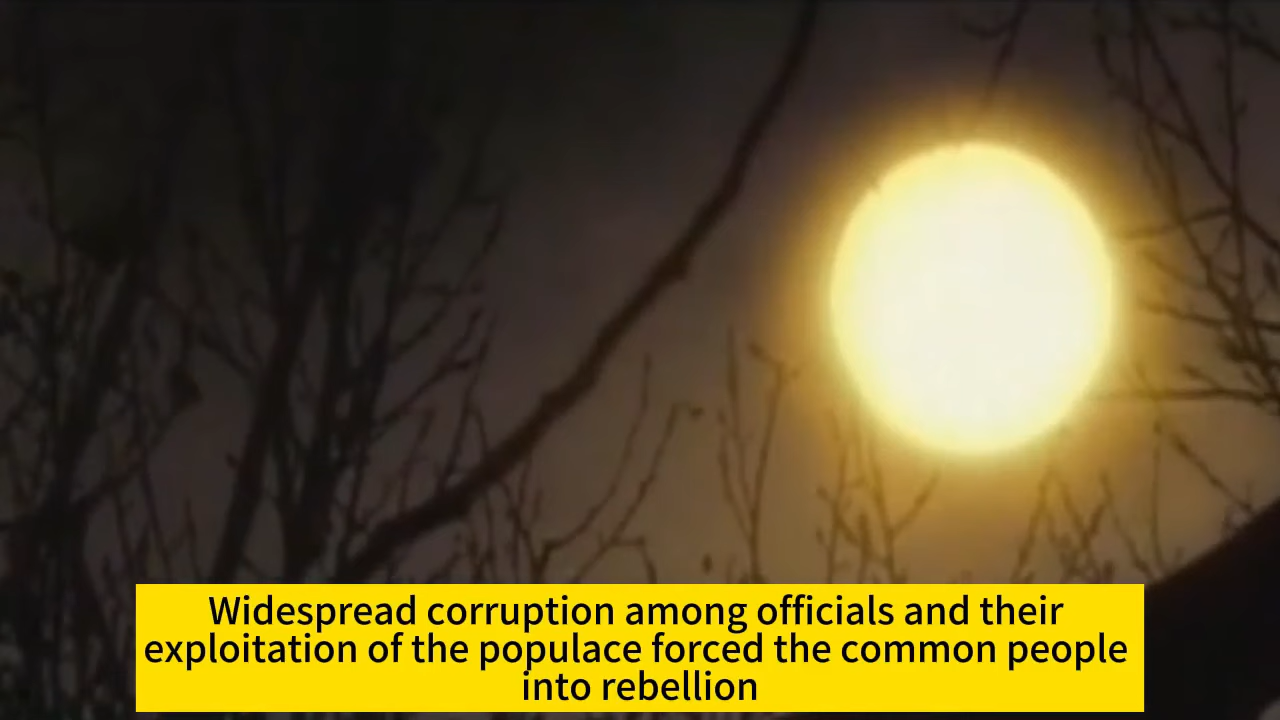 Widespread corruption among officials and their
exploitation of the populace forced the common people
into rebellion